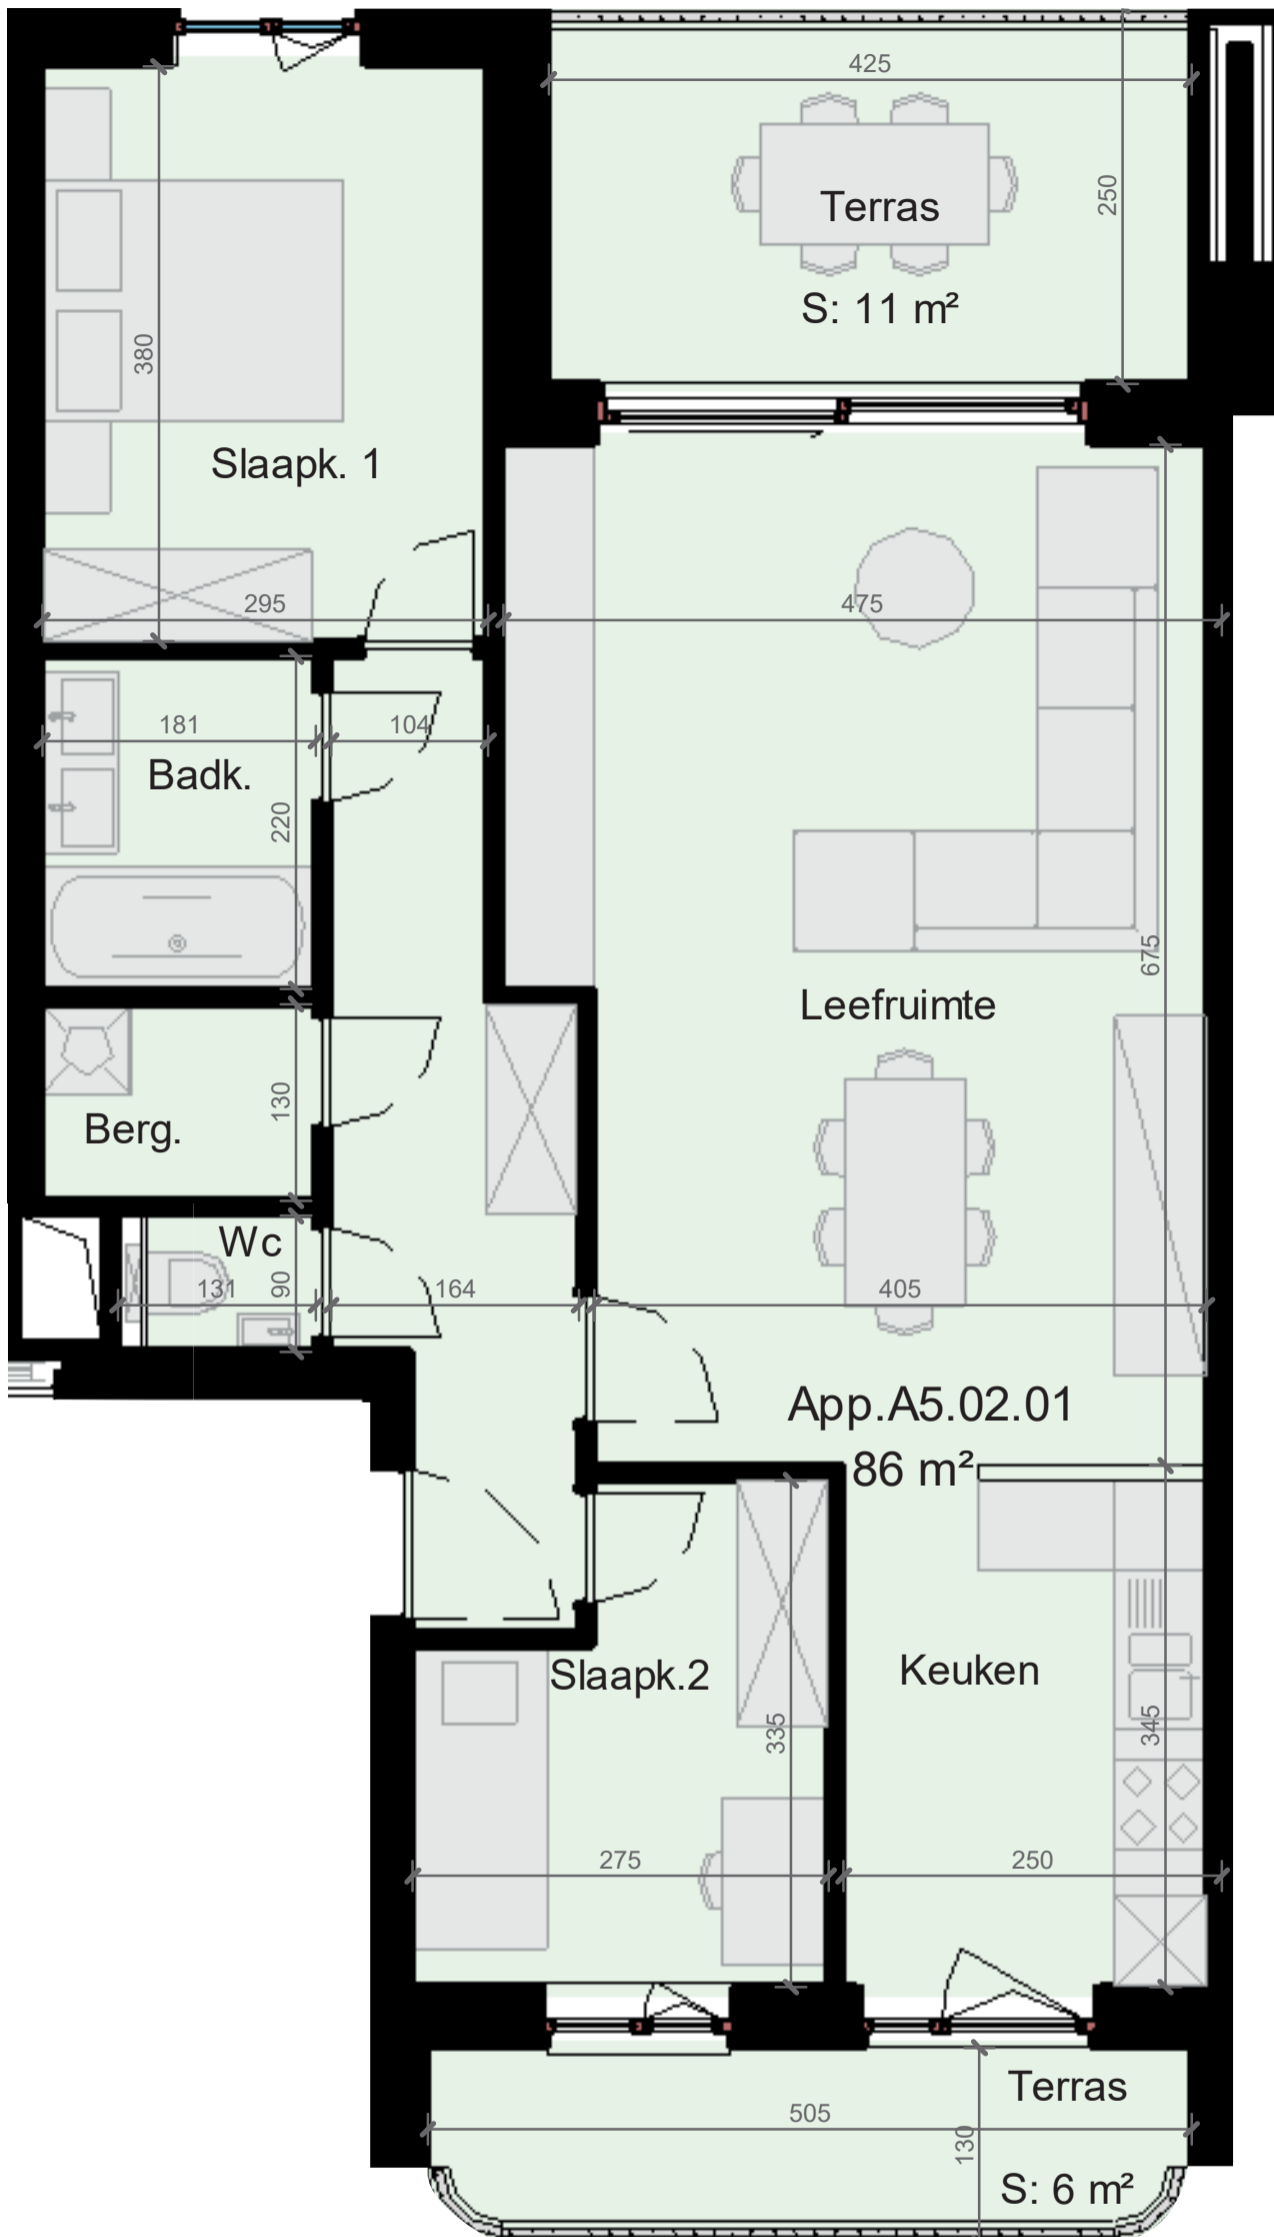 425
250
Terras
S: 11 m²
380
Slaapk. 1
295
475
181
104
Badk.
220
675
Leefruimte
130
Berg.
Wc
131
90
164
405
App.A5.02.01
86 m²
Slaapk.2
Keuken
335
345
275
250
Terras
505
130
S: 6 m²